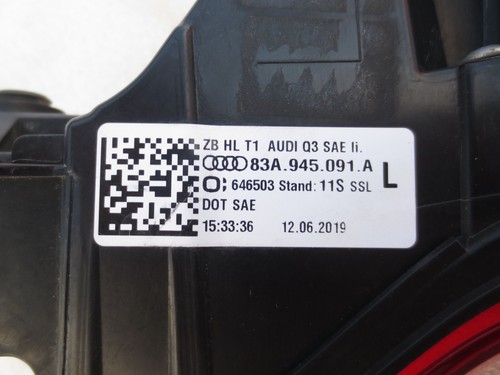 ZB HL T1 AUDI Q3 SAE li.
83A.945.091.A
L
O: 646503 Stand: 11S SSL
DOT SAE
15:33:36 12.06.2019